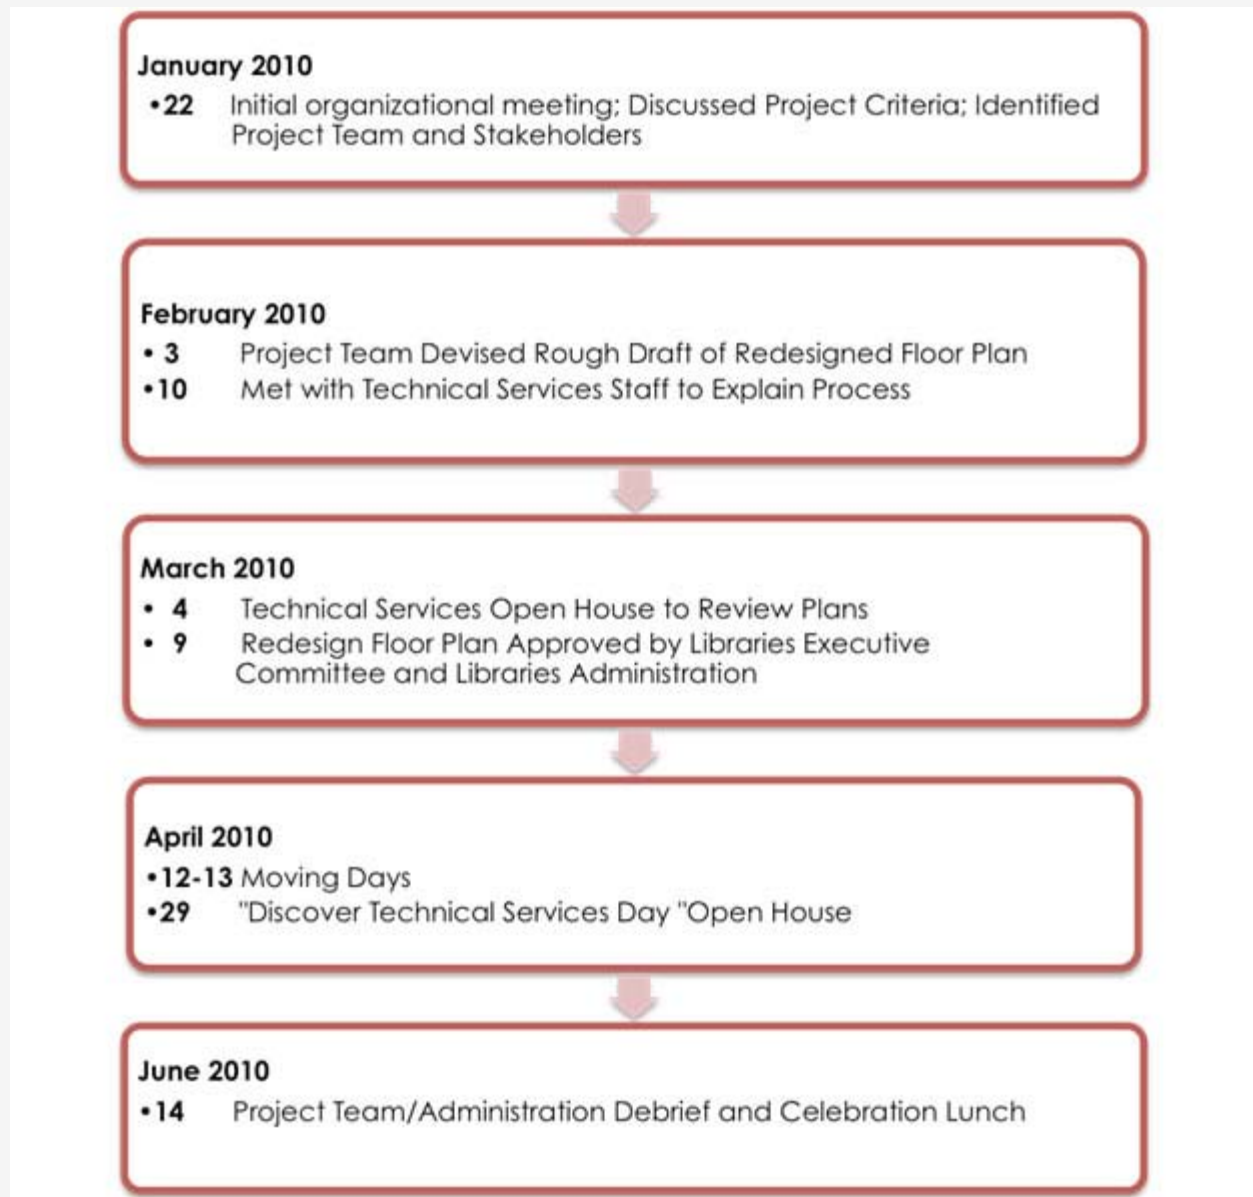 January 2010
•22 Initial organizational meeting; Discussed Project Criteria; Identified
Project Team and Stakeholders
February 2010
• 3 Project Team Devised Rough Draft of Redesigned Floor Plan
•10 Met with Technical Services Staff to Explain Process
March 2010
• 4 Technical Services Open House to Review Plans
• 9 Redesign Floor Plan Approved by Libraries Executive
Committee and Libraries Administration
April 2010
•12-13 Moving Days
•29 "Discover Technical Services Day "Open House
June 2010
•14 Project Team/Administration Debrief and Celebration Lunch